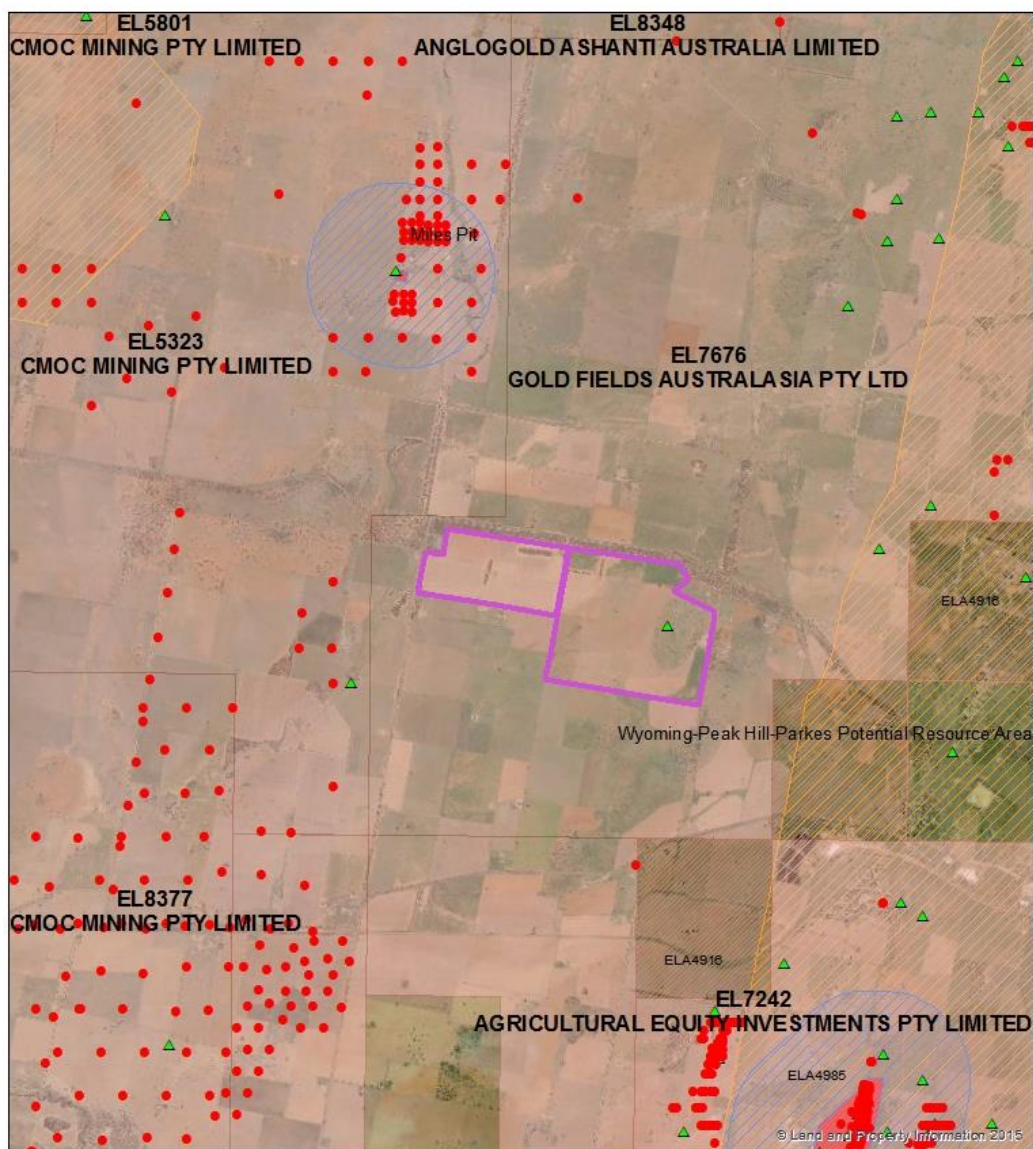 EL5801
CMOC MINING PTY LIMITED
EL8348
ANGLOGOLD ASHANTI AUSTRALIA LIMITED
Miles Pit
EL5323
CMOC MINING PTY LIMITED
EL7676
GOLD FIELDS AUSTRALASIA PTY LTD
ELA4916
Wyoming-Peak Hill-Parkes Potential Resource Area
EL8377
CMOC MINING PTY LIMITED
ELA4916
EL7242
AGRICULTURAL EQUITY INVESTMENTS PTY LIMITED
ELA4985
© Land and Property Information 2015